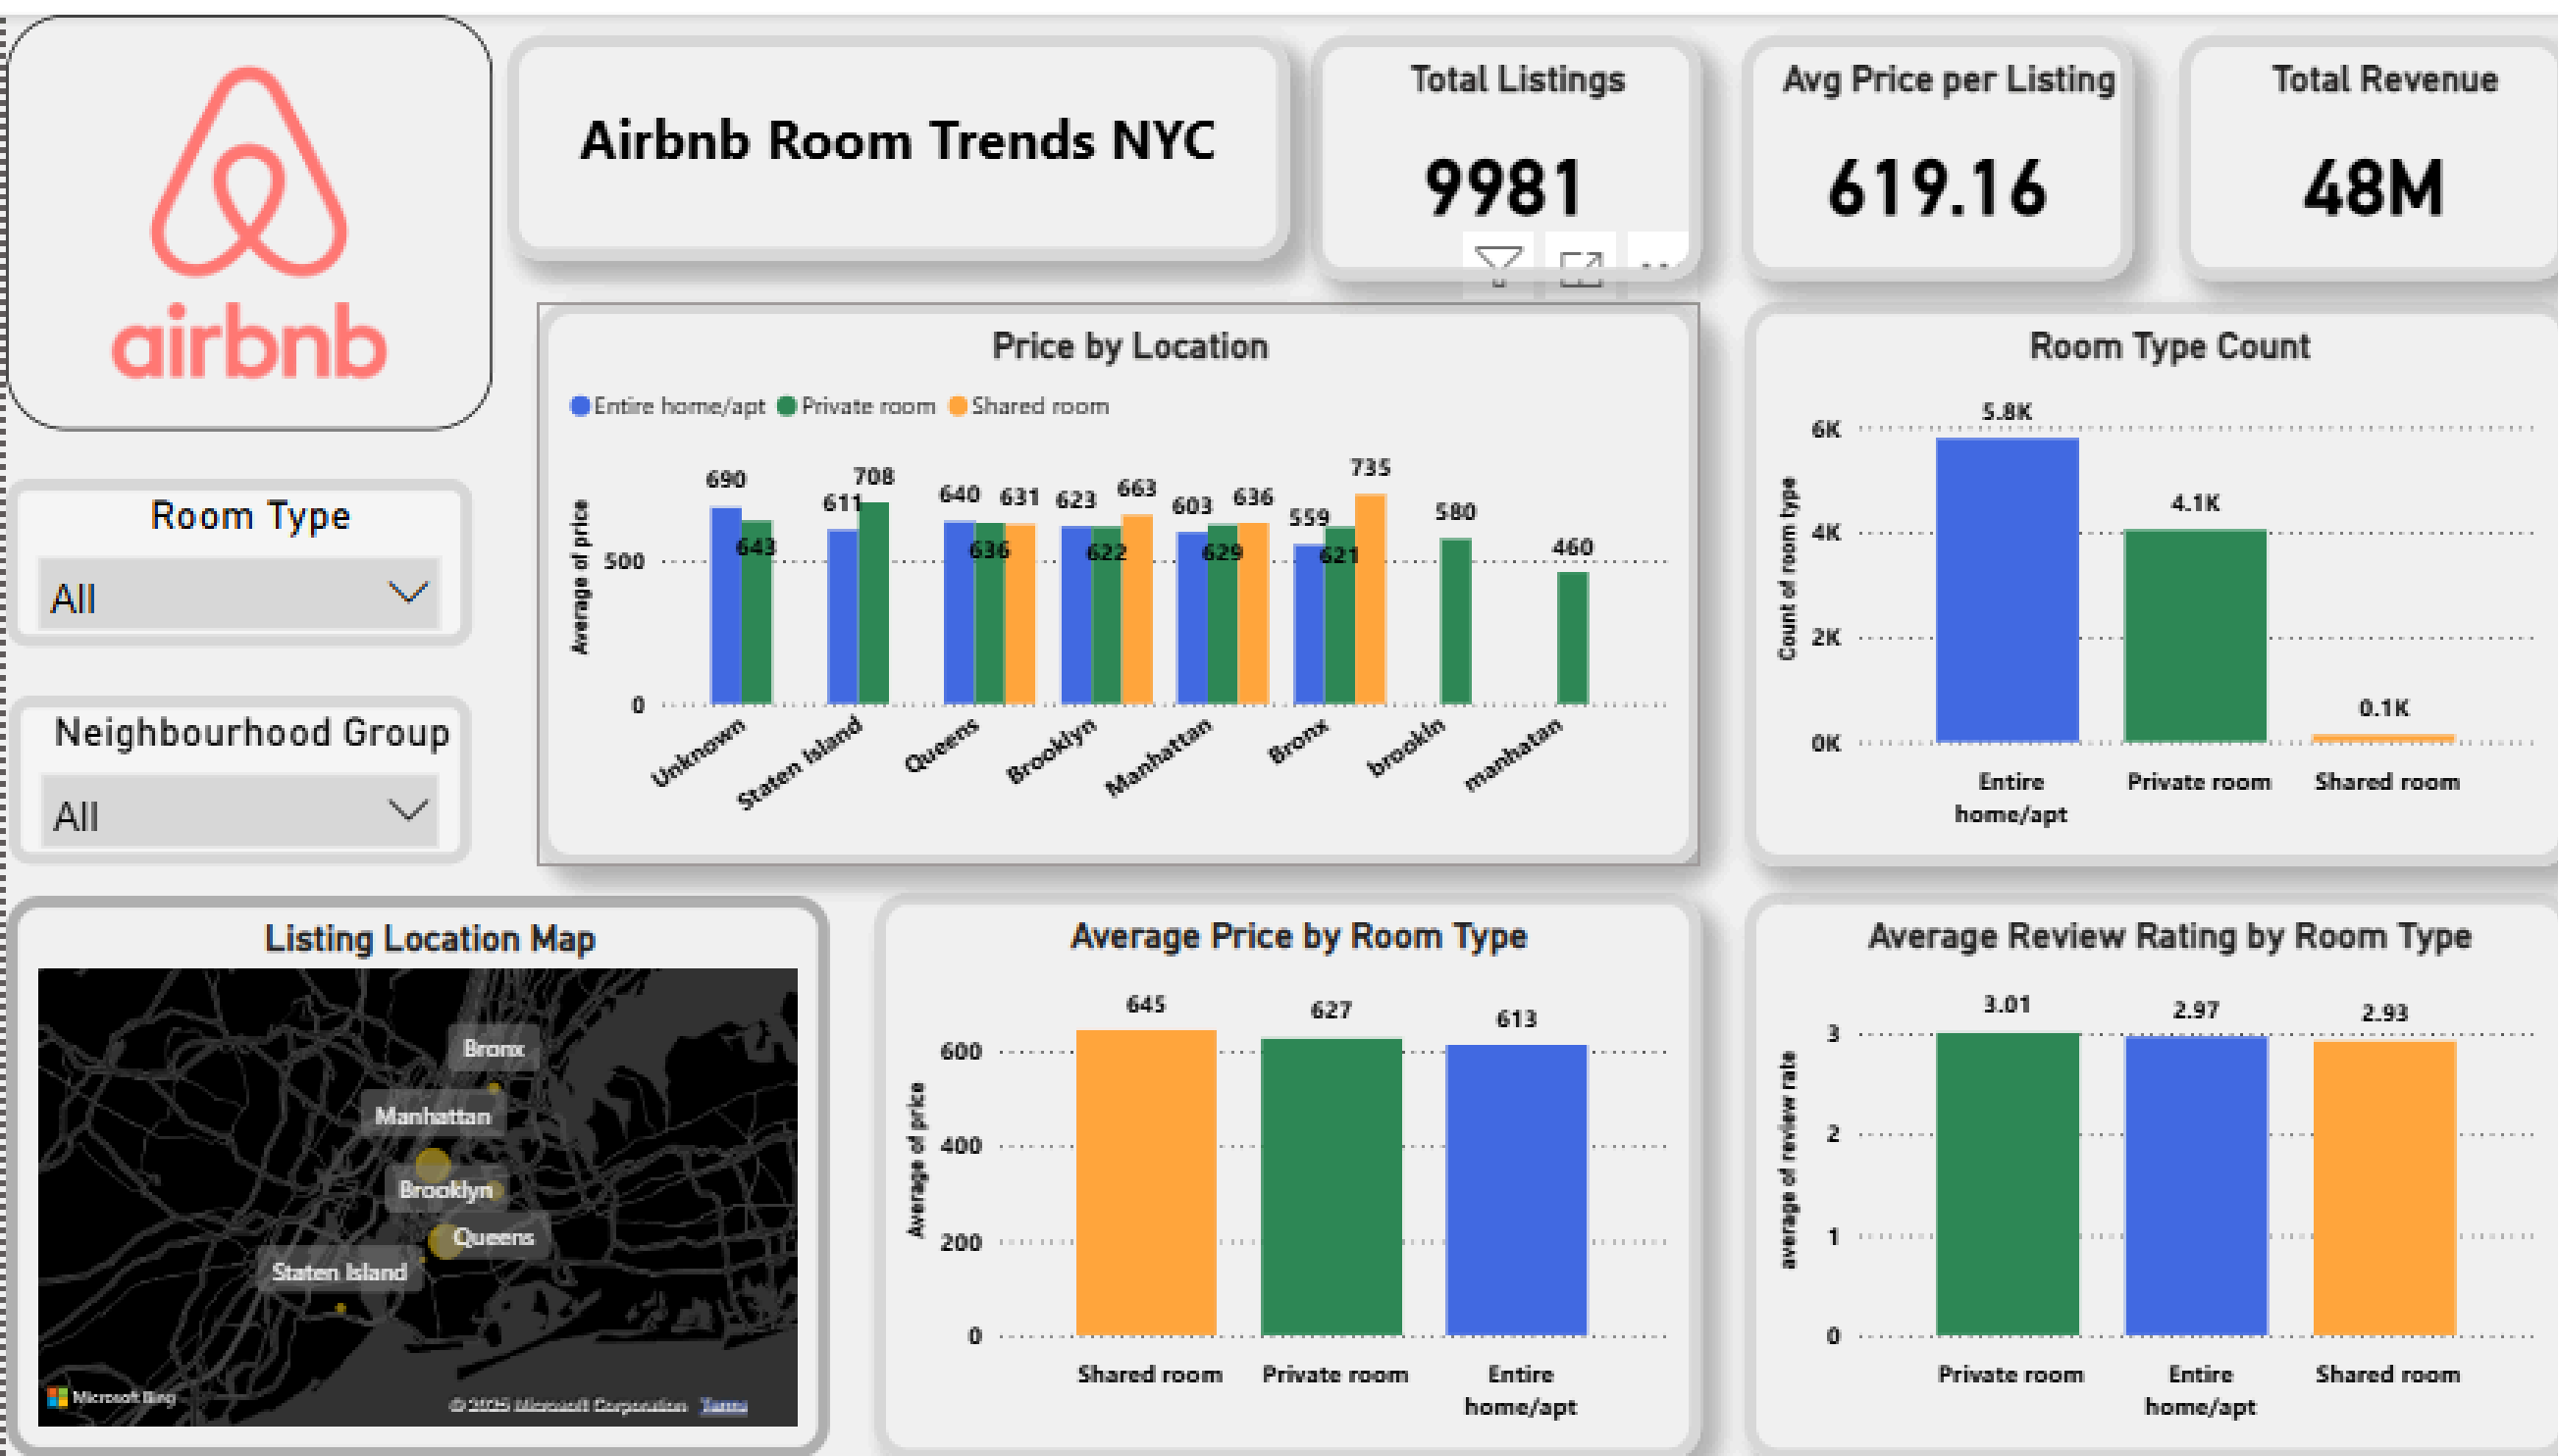 airbnb
Airbnb Room Trends NYC
Total Listings
9981
Avg Price per Listing
619.16
Total Revenue
48M
Room Type
All
Neighbourhood Group
All
Price by Location
Entire home/apt Private room Shared room
Average of price
500
0
690
643
611
708
640
636
631
623
622
663
603
629
636
559
621
735
580
460
Unknown
Staten Island
Queens
Brooklyn
Manhattan
Bronx
brookln
manhatan
Room Type Count
Count of room type
6K
4K
2K
0K
5.8K
4.1K
0.1K
Entire
home/apt
Private room
Shared room
Listing Location Map
Bronx
Manhattan
Brooklyn
Queens
Staten Island
Microsoft Bing
© 2025 Microsoft Corporation Terms
Average Price by Room Type
Average of price
600
400
200
0
645
627
613
Shared room
Private room
Entire
home/apt
Average Review Rating by Room Type
average of review rate
3
2
1
0
3.01
2.97
2.93
Private room
Entire
home/apt
Shared room